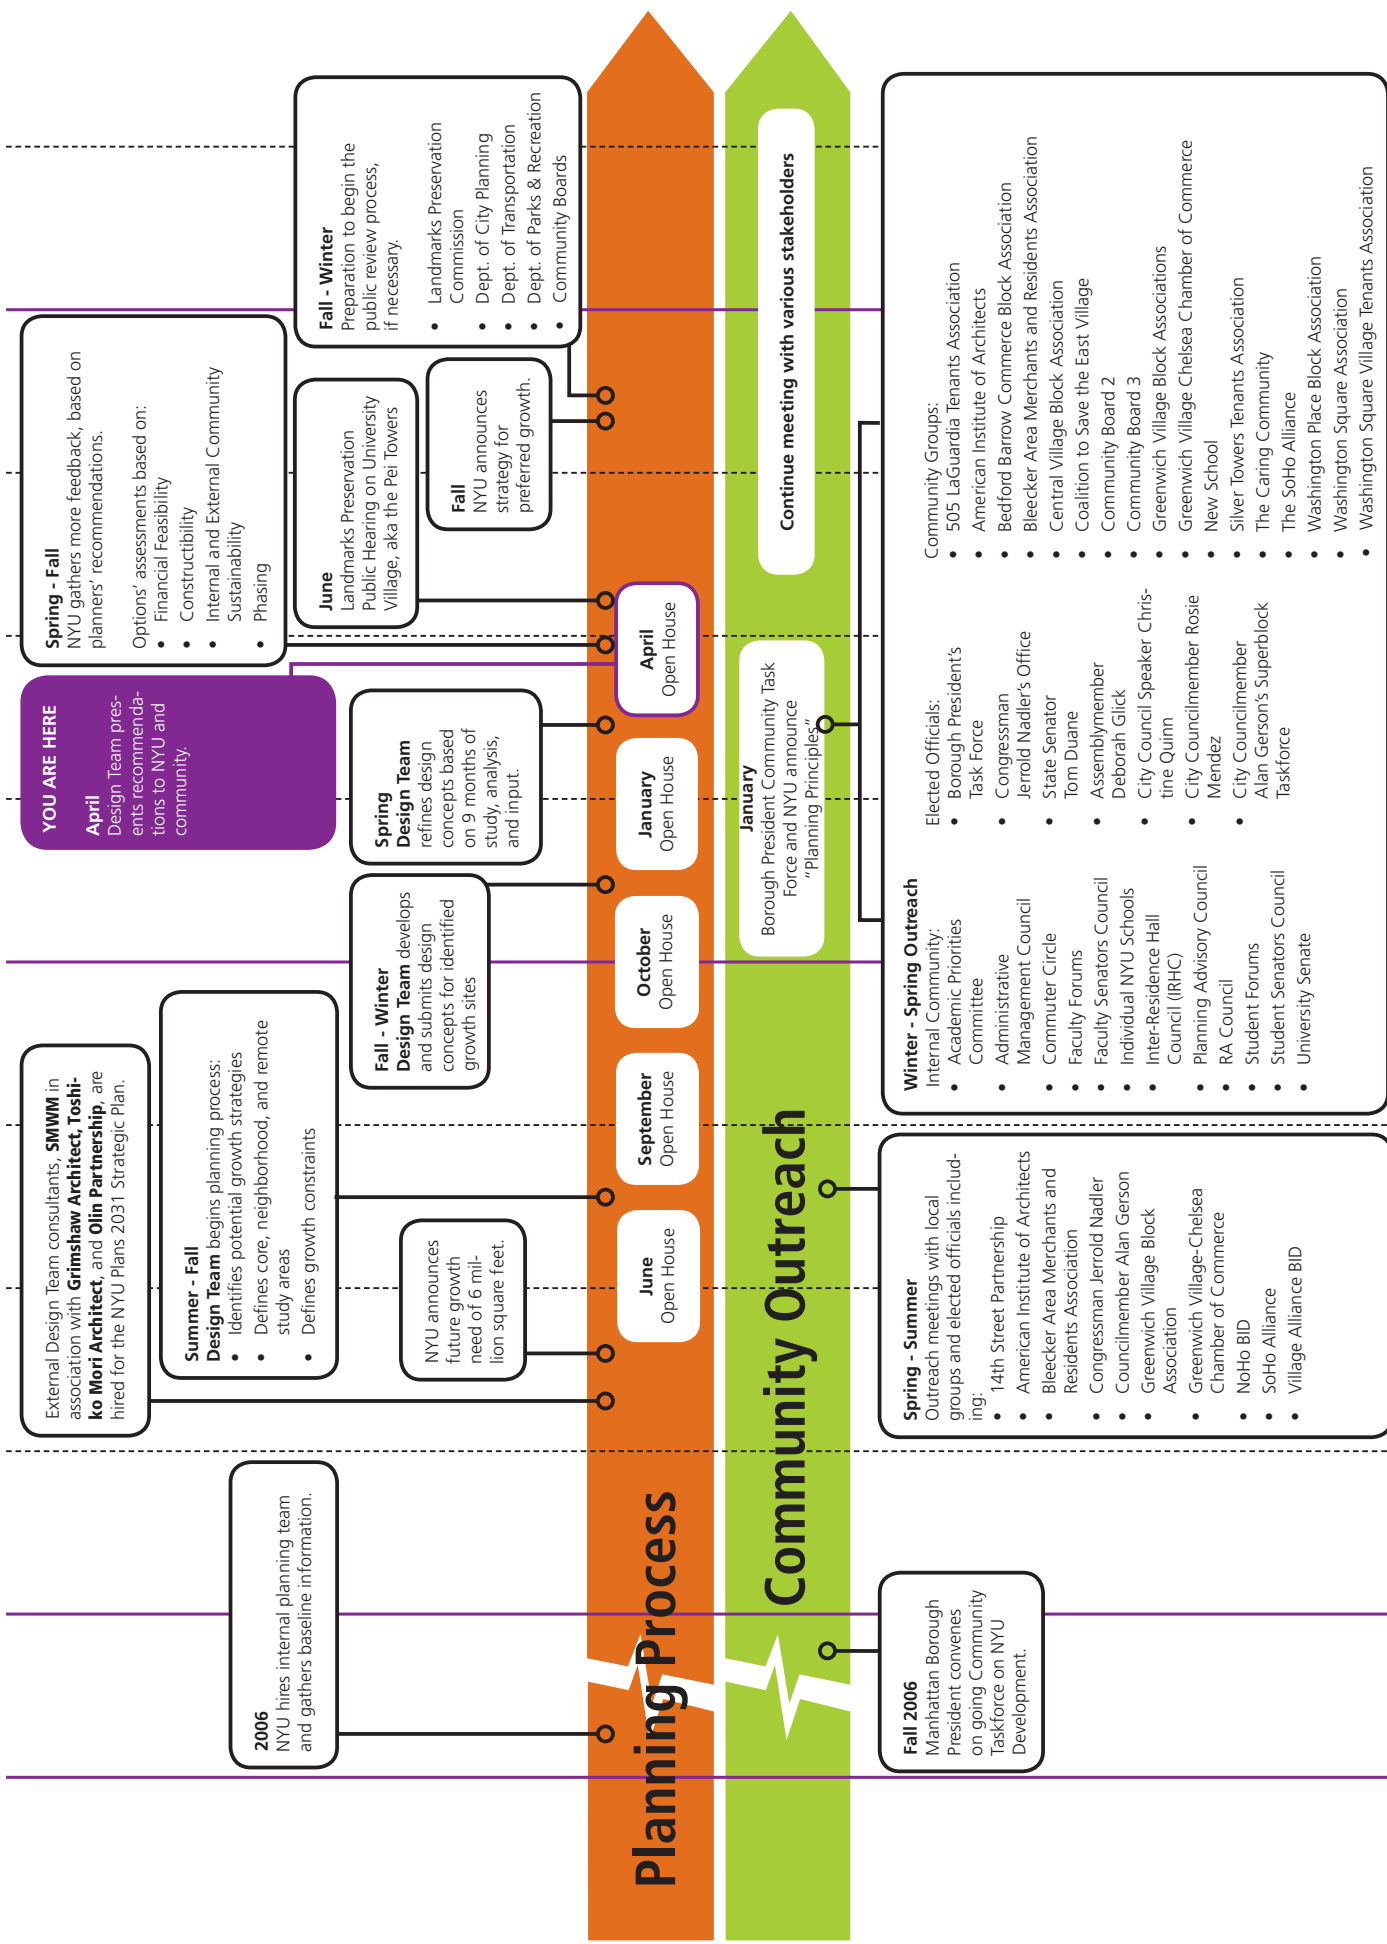 2006
NYU hires internal planning team
and gathers baseline information.
External Design Team consultants, SMWM in
association with Grimshaw Architect, Toshi-
ko Mori Architect, and Olin Partnership, are
hired for the NYU Plans 2031 Strategic Plan.
Summer - Fall
Design Team begins planning process:
• Identifies potential growth strategies
• Defines core, neighborhood, and remote
study areas
• Defines growth constraints
NYU announces
future growth
need of 6 mil-
lion square feet.
Fall - Winter
Design Team develops
and submits design
concepts for identified
growth sites
YOU ARE HERE
April
Design Team pres-
ents recommenda-
tions to NYU and
community.
Spring
Design Team
refines design
concepts based
on 9 months of
study, analysis,
and input.
Spring - Fall
NYU gathers more feedback, based on
planners' recommendations.
Options' assessments based on:
• Financial Feasibility
• Constructibility
• Internal and External Community
Sustainability
• Phasing
June
Landmarks Preservation
Public Hearing on University
Village, aka the Pei Towers
Fall
NYU announces
strategy for
preferred growth.
Fall - Winter
Preparation to begin the
public review process,
if necessary.
• Landmarks Preservation
Commission
• Dept. of City Planning
• Dept. of Transportation
• Dept. of Parks & Recreation
• Community Boards
Planning Process
June
Open House
September
Open House
October
Open House
January
Open House
April
Open House
Community Outreach
January
Borough President Community Task
Force and NYU announce
“Planning Principles”
Continue meeting with various stakeholders
Fall 2006
Manhattan Borough
President convenes
on going Community
Taskforce on NYU
Development.
Spring - Summer
Outreach meetings with local
groups and elected officials includ-
ing:
• 14th Street Partnership
• American Institute of Architects
• Bleecker Area Merchants and
Residents Association
• Congressman Jerrold Nadler
• Councilmember Alan Gerson
• Greenwich Village Block
Association
• Greenwich Village-Chelsea
Chamber of Commerce
• NoHo BID
• SoHo Alliance
• Village Alliance BID
Winter - Spring Outreach
Internal Community:
• Academic Priorities
Committee
• Administrative
Management Council
• Commuter Circle
• Faculty Forums
• Faculty Senators Council
• Individual NYU Schools
• Inter-Residence Hall
Council (IRHC)
• Planning Advisory Council
• RA Council
• Student Forums
• Student Senators Council
• University Senate
Elected Officials:
• Borough President's
Task Force
• Congressman
Jerrold Nadler's Office
• State Senator
Tom Duane
• Assemblymember
Deborah Glick
• City Council Speaker Chris-
tine Quinn
• City Councilmember Rosie
Mendez
• City Councilmember
Alan Gerson's Superblock
Taskforce
Community Groups:
• 505 LaGuardia Tenants Association
• American Institute of Architects
• Bedford Barrow Commerce Block Association
• Bleecker Area Merchants and Residents Association
• Central Village Block Association
• Coalition to Save the East Village
• Community Board 2
• Community Board 3
• Greenwich Village Block Associations
• Greenwich Village Chelsea Chamber of Commerce
• New School
• Silver Towers Tenants Association
• The Caring Community
• The SoHo Alliance
• Washington Place Block Association
• Washington Square Association
• Washington Square Village Tenants Association